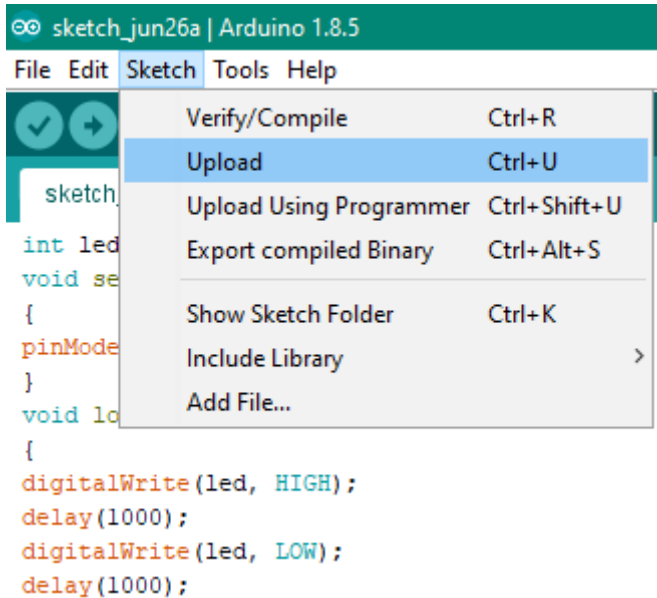 sketch_jun26a | Arduino 1.8.5
File Edit Sketch Tools Help
Verify/Compile Ctrl+R
Upload Ctrl+U
Upload Using Programmer Ctrl+Shift+U
Export compiled Binary Ctrl+Alt+S
Show Sketch Folder Ctrl+K
Include Library
Add File...
sketch_
int led
void se
{
pinMode
}
void lo
{
digitalWrite(led, HIGH);
delay(1000);
digitalWrite(led, LOW);
delay(1000);